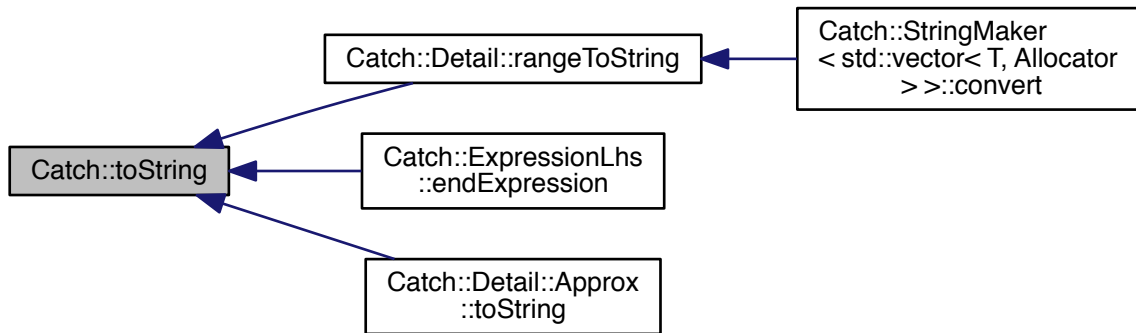 Catch::toString
Catch::Detail::rangeToString
Catch::StringMaker
< std::vector< T, Allocator
> >::convert
Catch::ExpressionLhs
::endExpression
Catch::Detail::Approx
::toString